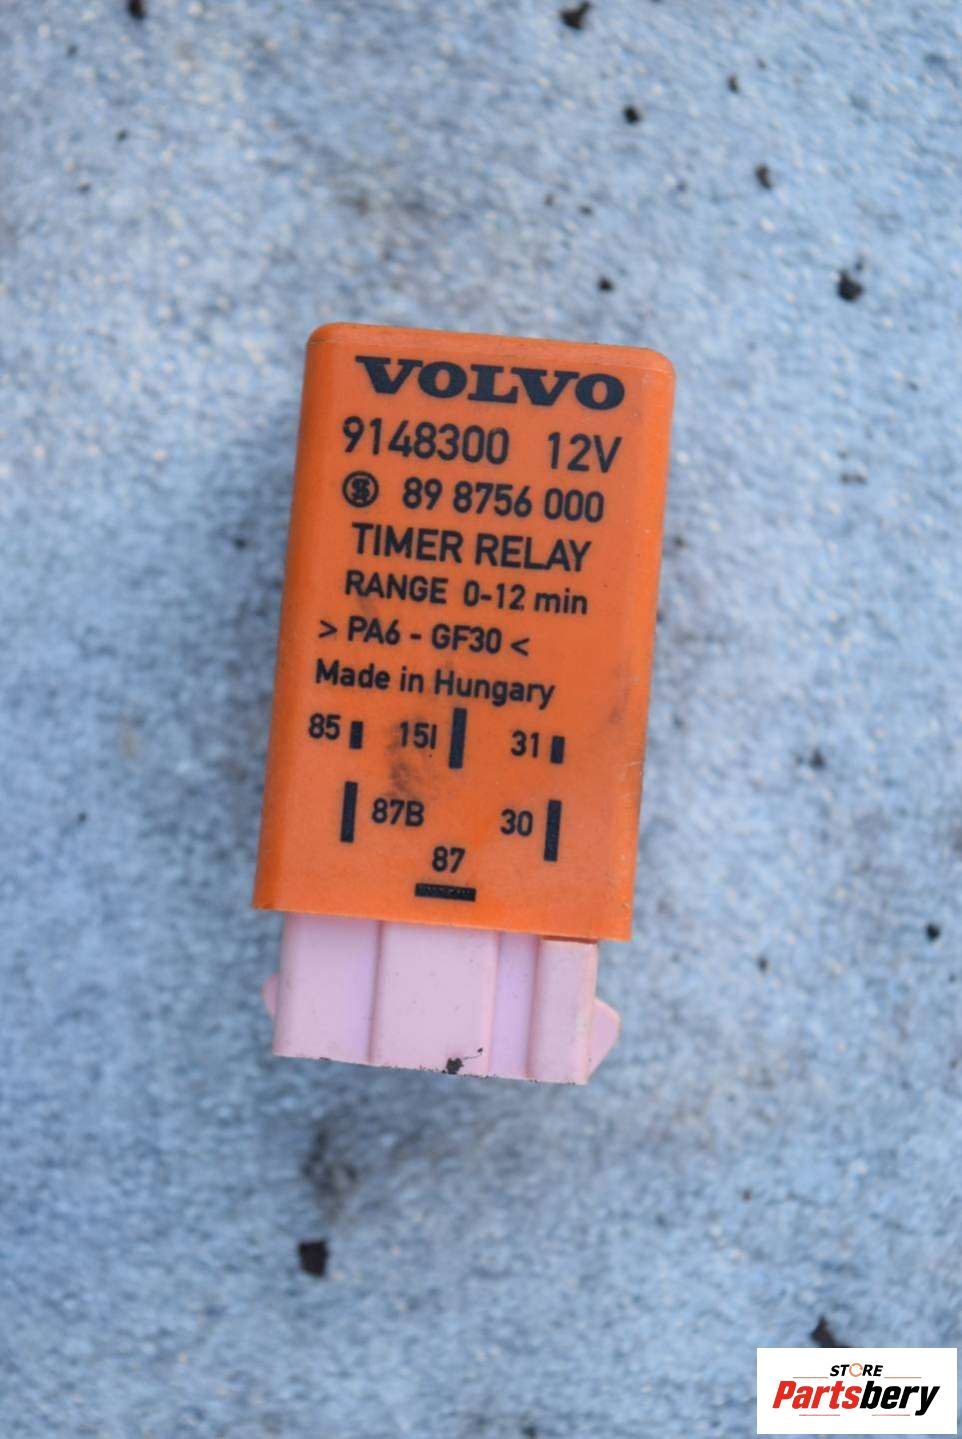 VOLVO
9148300 12V
S 89 8756 000
TIMER RELAY
RANGE 0-12 min
> PA6 - GF30 <
Made in Hungary
85 15I 31
87B 30
87
STORE
Partsbery